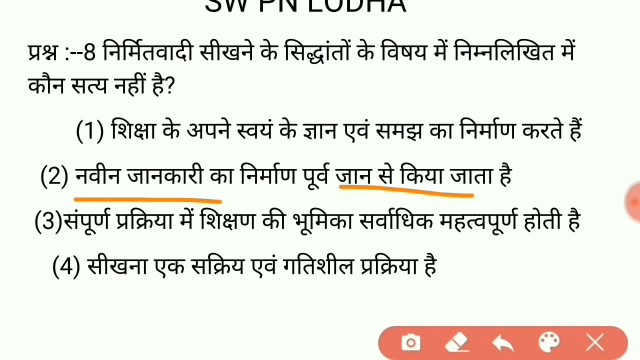 SW PN LODHA
प्रश्न :--8 निर्मितवादी सीखने के सिद्धांतों के विषय में निम्नलिखित में
कौन सत्य नहीं है?
(1) शिक्षा के अपने स्वयं के ज्ञान एवं समझ का निर्माण करते हैं
(2) नवीन जानकारी का निर्माण पूर्व जान से किया जाता है
(3)संपूर्ण प्रक्रिया में शिक्षण की भूमिका सर्वाधिक महत्वपूर्ण होती है
(4) सीखना एक सक्रिय एवं गतिशील प्रक्रिया है